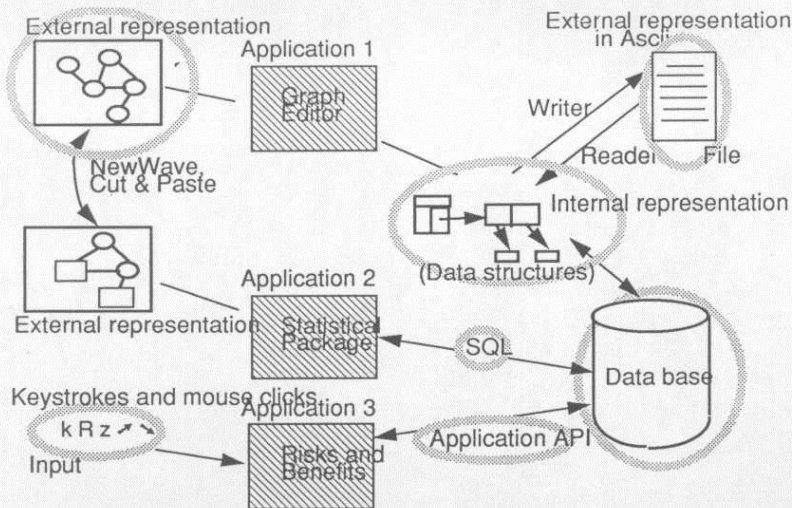 External representation
Application 1
Graph
Editor
External representation
in Ascii
Writer
Reader
File
NewWave,
Cut & Paste
Internal representation
(Data structures)
External representation
Application 2
Statistical
Package
SQL
Data base
Keystrokes and mouse clicks
k R z
Input
Application 3
Risks and
Benefits
Application API